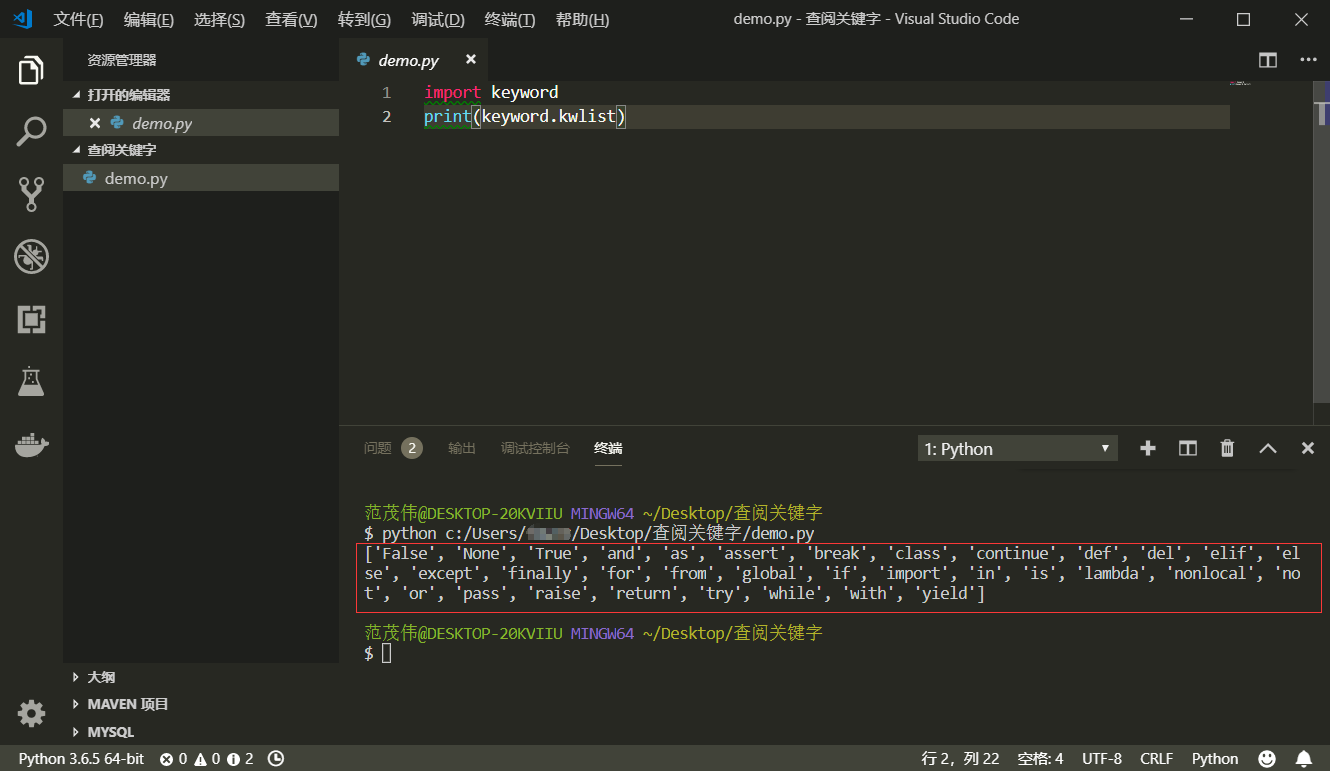 文件(F) 编辑(E) 选择(S) 查看(V) 转到(G) 调试(D) 终端(T) 帮助(H) demo.py - 查阅关键字 - Visual Studio Code
资源管理器
打开的编辑器
demo.py
查阅关键字
demo.py
大纲
MAVEN 项目
MYSQL
demo.py
1 import keyword
2 print(keyword.kwlist)
问题 2 输出 调试控制台 终端 1: Python
范茂伟@DESKTOP-20KVIIU MINGW64 ~/Desktop/查阅关键字
$ python c:/Users/ /Desktop/查阅关键字/demo.py
['False', 'None', 'True', 'and', 'as', 'assert', 'break', 'class', 'continue', 'def', 'del', 'elif', 'el
se', 'except', 'finally', 'for', 'from', 'global', 'if', 'import', 'in', 'is', 'lambda', 'nonlocal', 'no
t', 'or', 'pass', 'raise', 'return', 'try', 'while', 'with', 'yield']
范茂伟@DESKTOP-20KVIIU MINGW64 ~/Desktop/查阅关键字
$
Python 3.6.5 64-bit 0 0 2 行 2，列 22 空格: 4 UTF-8 CRLF Python